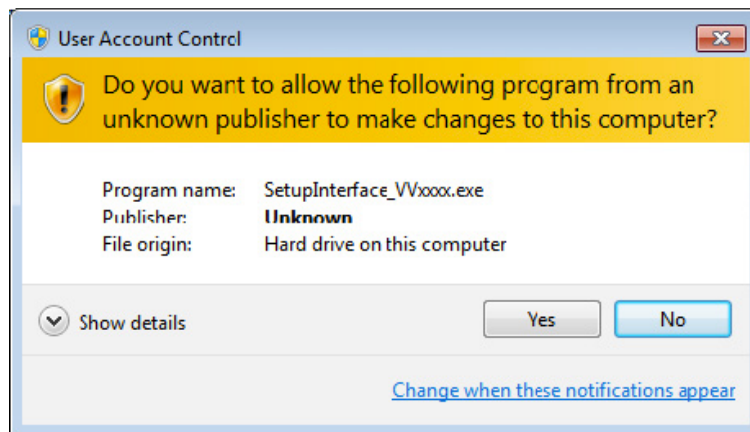 User Account Control
Do you want to allow the following program from an
unknown publisher to make changes to this computer?
Program name: SetupInterface_VVxxxx.exe
Publisher: Unknown
File origin: Hard drive on this computer
Show details
Yes
No
Change when these notifications appear